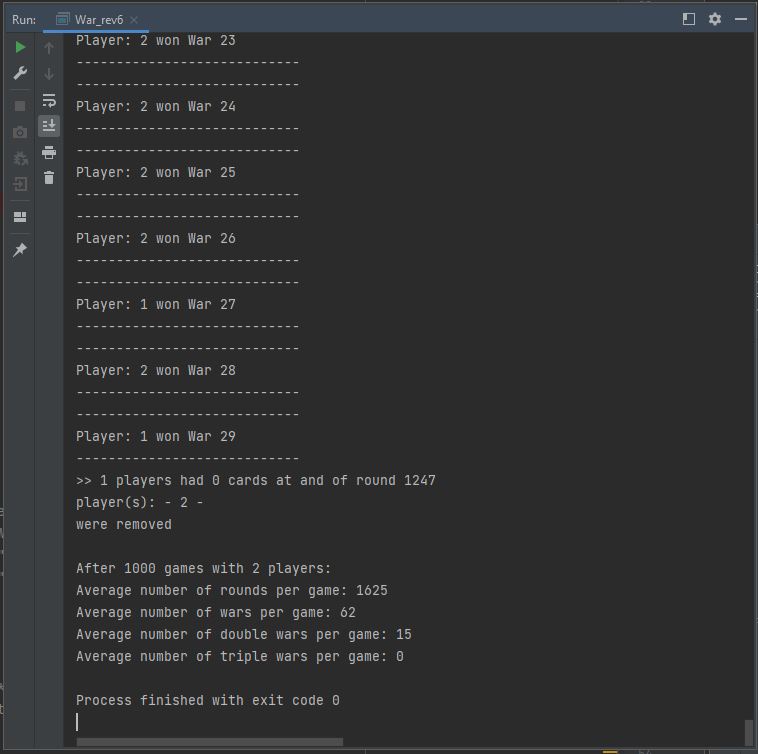 Run: War_rev6
Player: 2 won War 23
----------------------------
----------------------------
Player: 2 won War 24
----------------------------
----------------------------
Player: 2 won War 25
----------------------------
----------------------------
Player: 2 won War 26
----------------------------
----------------------------
Player: 1 won War 27
----------------------------
----------------------------
Player: 2 won War 28
----------------------------
----------------------------
Player: 1 won War 29
----------------------------
>> 1 players had 0 cards at and of round 1247
player(s): - 2 -
were removed
After 1000 games with 2 players:
Average number of rounds per game: 1625
Average number of wars per game: 62
Average number of double wars per game: 15
Average number of triple wars per game: 0
Process finished with exit code 0